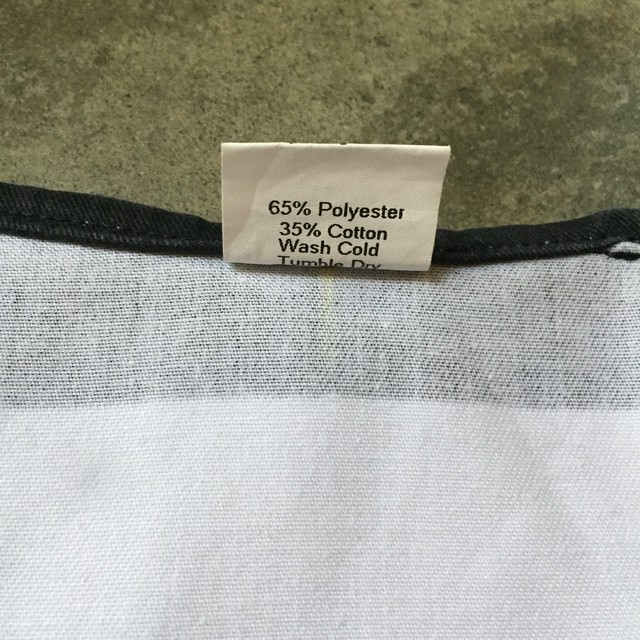 65% Polyester
35% Cotton
Wash Cold
Tumble Dry